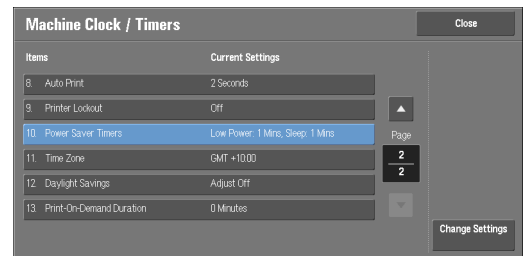 Machine Clock / Timers
Close
Items Current Settings
8. Auto Print 2 Seconds
9. Printer Lockout Off
10. Power Saver Timers Low Power: 1 Mins, Sleep: 1 Mins
Page
11. Time Zone GMT +10:00
2
2
12. Daylight Savings Adjust Off
13. Print-On-Demand Duration 0 Minutes
Change Settings